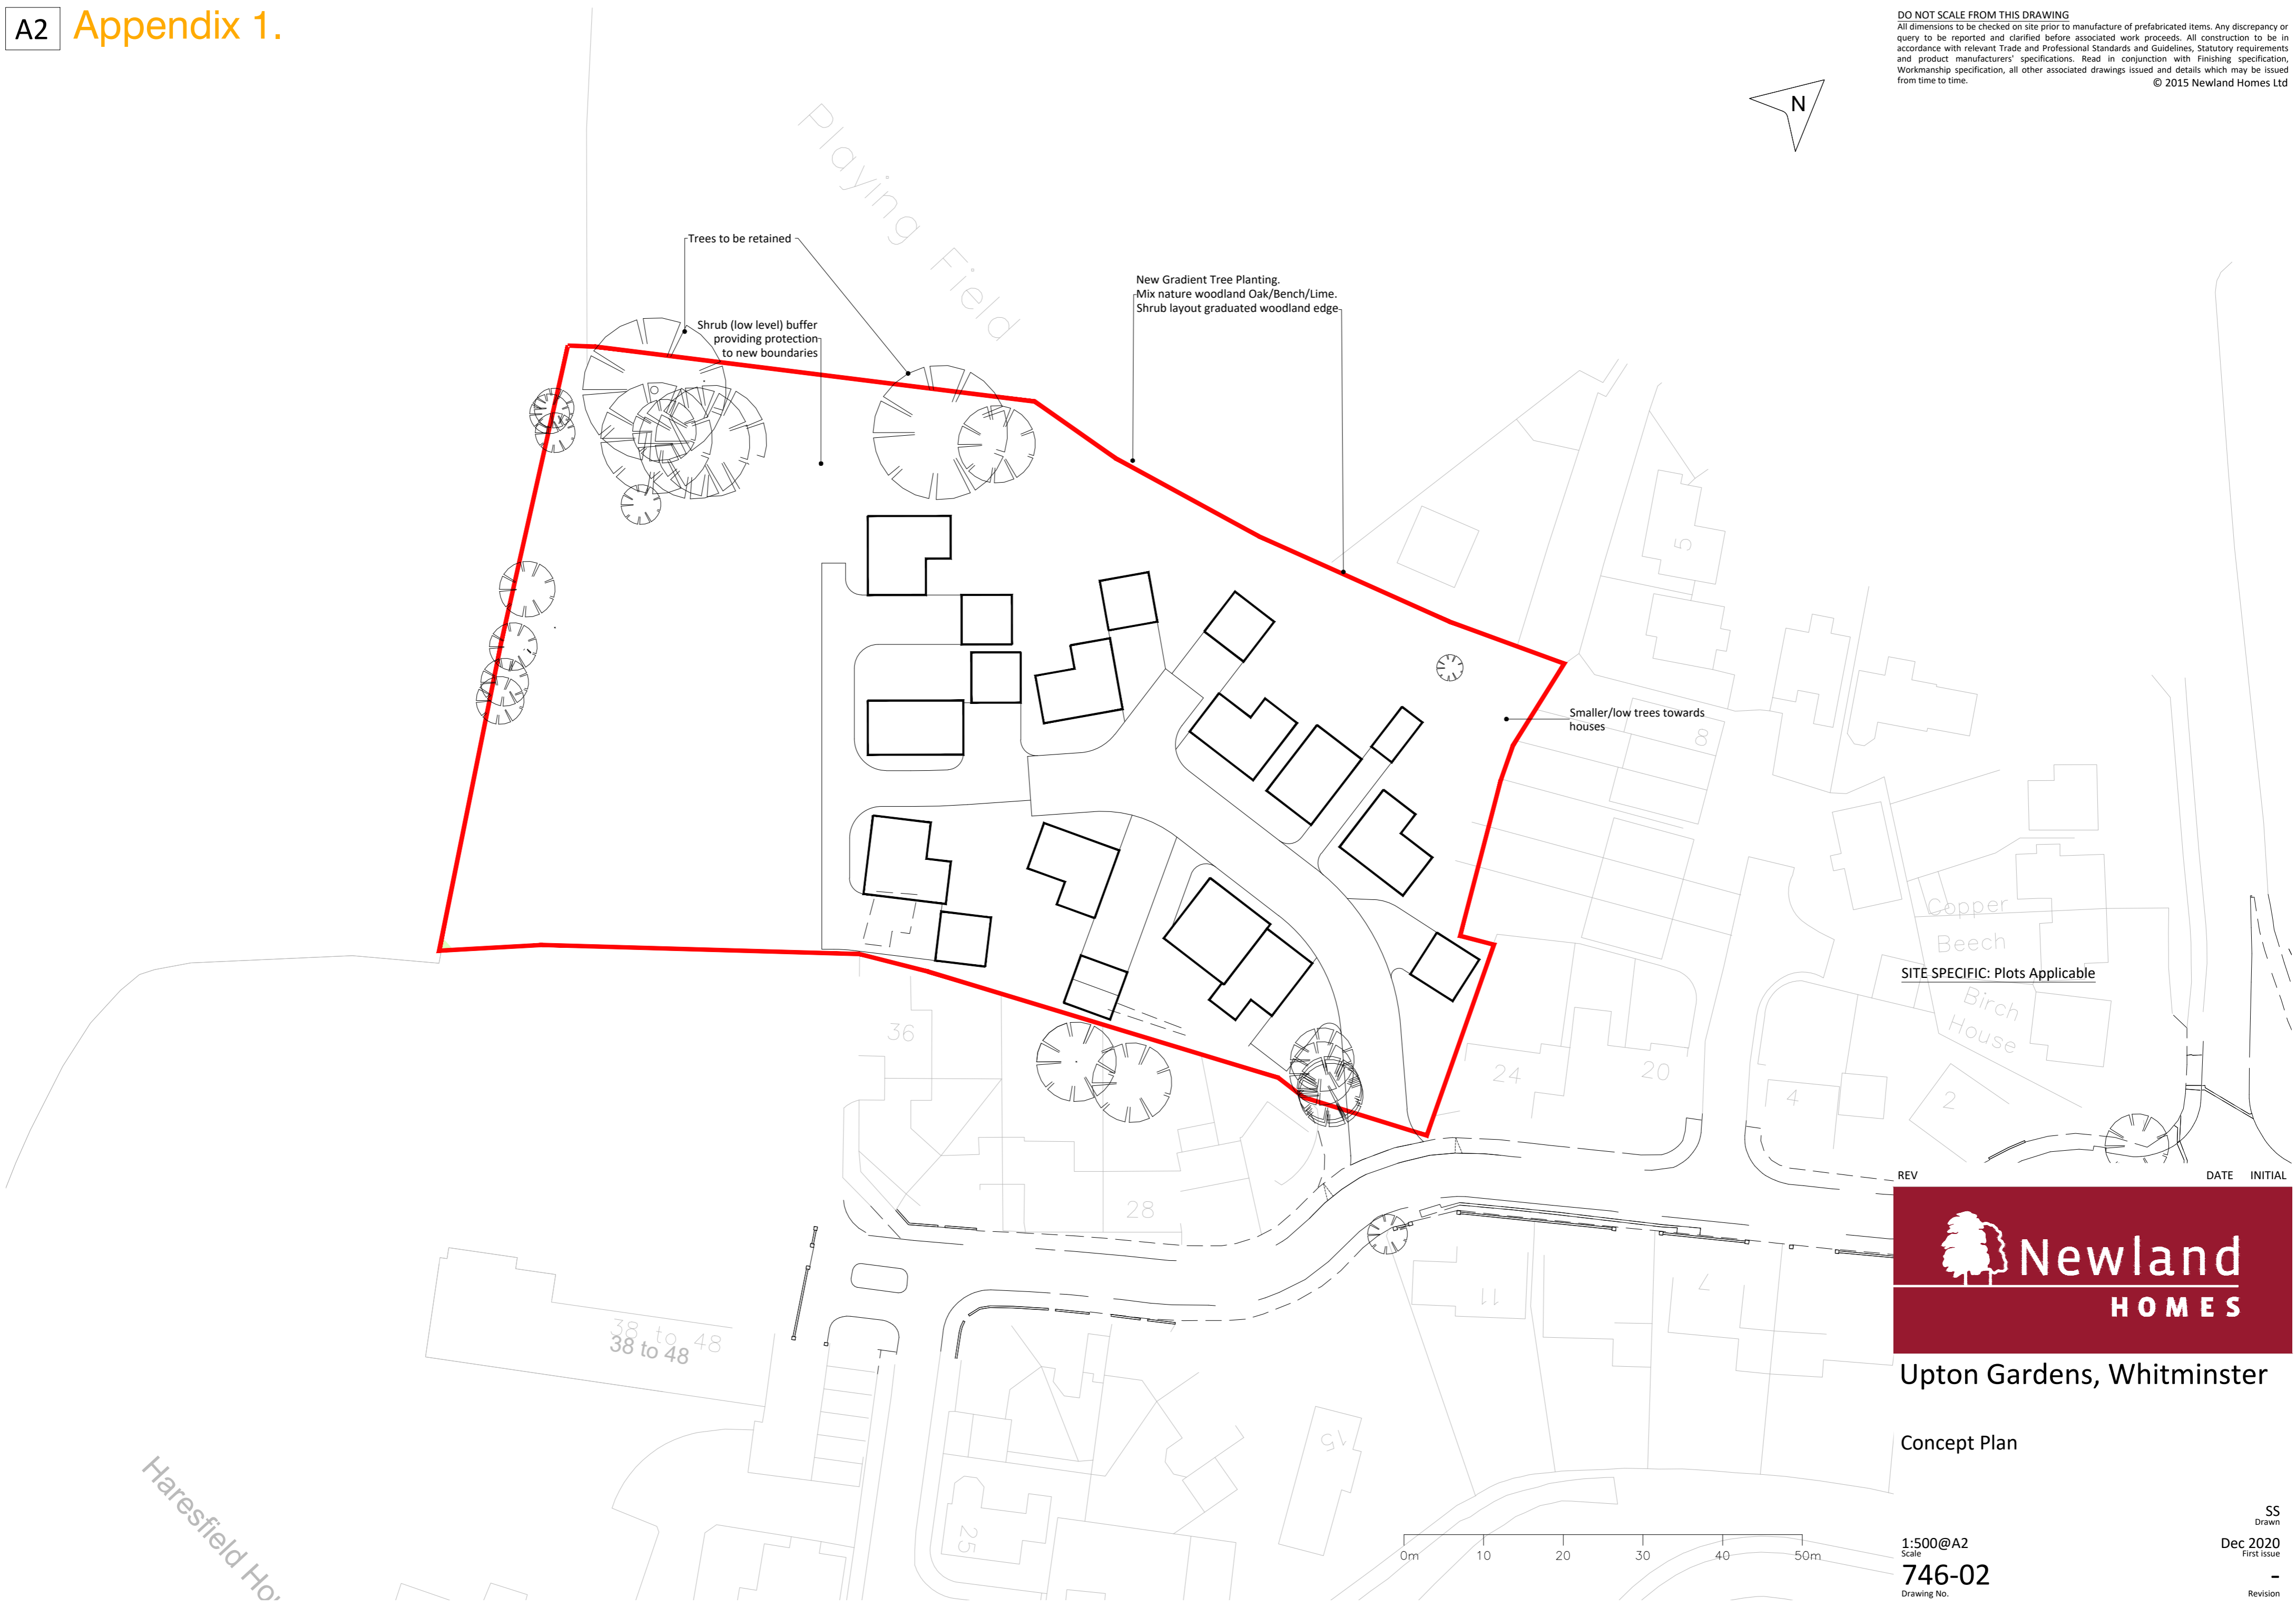 A2
Appendix 1.
DO NOT SCALE FROM THIS DRAWING
All dimensions to be checked on site prior to manufacture of prefabricated items. Any discrepancy or
query to be reported and clarified before associated work proceeds. All construction to be in
accordance with relevant Trade and Professional Standards and Guidelines, Statutory requirements
and product manufacturers' specifications. Read in conjunction with Finishing specification,
Workmanship specification, all other associated drawings issued and details which may be issued
from time to time.
© 2015 Newland Homes Ltd
N
Playing Field
Trees to be retained
New Gradient Tree Planting.
Mix nature woodland Oak/Bench/Lime.
Shrub layout graduated woodland edge
Shrub (low level) buffer
providing protection
to new boundaries
5
Smaller/low trees towards
houses
8
Copper
Beech
SITE SPECIFIC: Plots Applicable
Birch
House
36
24
20
4
2
28
11
7
38 to 48
38 to 48
15
25
Haresfield
0m
10
20
30
40
50m
REV
DATE
INITIAL
Newland
HOMES
Upton Gardens, Whitminster
Concept Plan
SS
Drawn
1:500@A2
Scale
Dec 2020
First issue
746-02
Drawing No.
-
Revision